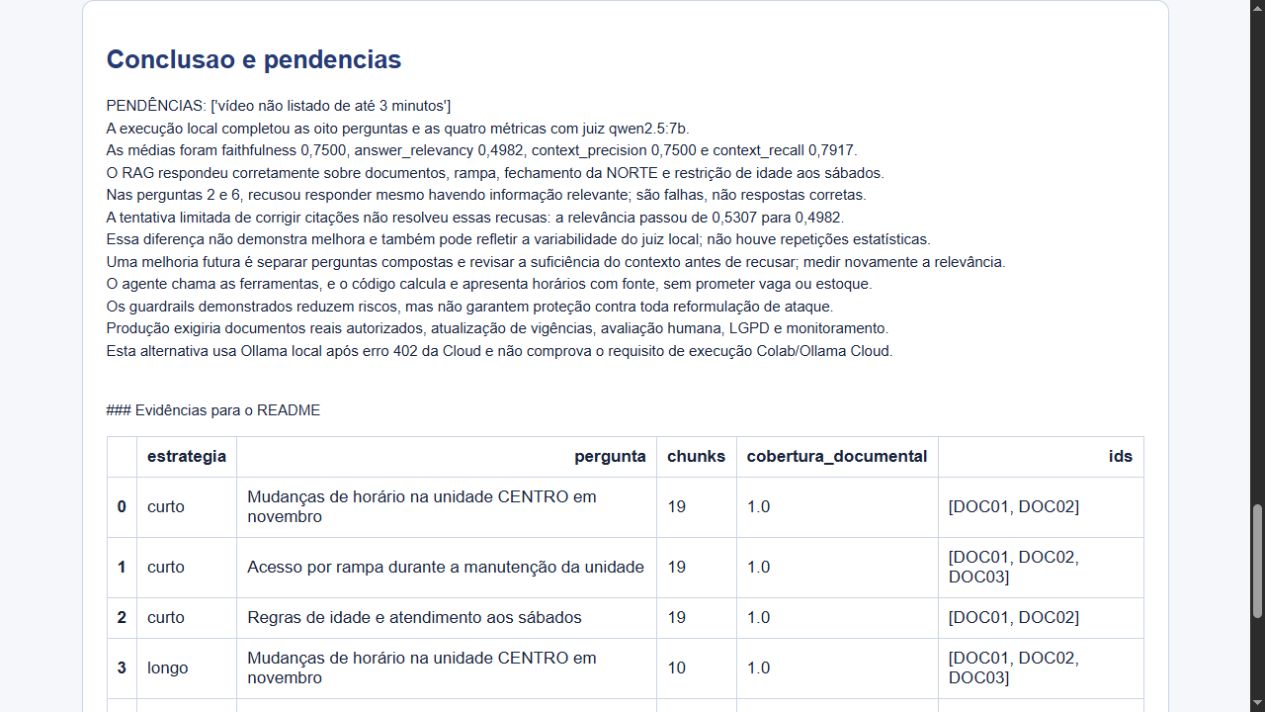 Conclusao e pendencias
PENDÊNCIAS: ['vídeo não listado de até 3 minutos']
A execução local completou as oito perguntas e as quatro métricas com juiz qwen2.5:7b.
As médias foram faithfulness 0,7500, answer_relevancy 0,4982, context_precision 0,7500 e context_recall 0,7917.
O RAG respondeu corretamente sobre documentos, rampa, fechamento da NORTE e restrição de idade aos sábados.
Nas perguntas 2 e 6, recusou responder mesmo havendo informação relevante; são falhas, não respostas corretas.
A tentativa limitada de corrigir citações não resolveu essas recusas: a relevância passou de 0,5307 para 0,4982.
Essa diferença não demonstra melhora e também pode refletir a variabilidade do juiz local; não houve repetições estatísticas.
Uma melhoria futura é separar perguntas compostas e revisar a suficiência do contexto antes de recusar; medir novamente a relevância.
O agente chama as ferramentas, e o código calcula e apresenta horários com fonte, sem prometer vaga ou estoque.
Os guardrails demonstrados reduzem riscos, mas não garantem proteção contra toda reformulação de ataque.
Produção exigiria documentos reais autorizados, atualização de vigências, avaliação humana, LGPD e monitoramento.
Esta alternativa usa Ollama local após erro 402 da Cloud e não comprova o requisito de execução Colab/Ollama Cloud.
### Evidências para o README
estrategia pergunta chunks cobertura_documental ids
0 curto Mudanças de horário na unidade CENTRO em novembro 19 1.0 [DOC01, DOC02]
1 curto Acesso por rampa durante a manutenção da unidade 19 1.0 [DOC01, DOC02, DOC03]
2 curto Regras de idade e atendimento aos sábados 19 1.0 [DOC01, DOC02]
3 longo Mudanças de horário na unidade CENTRO em novembro 10 1.0 [DOC01, DOC02, DOC03]